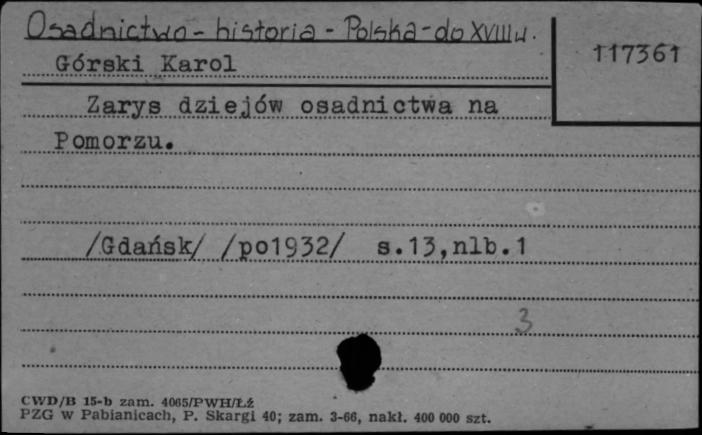 Osadnictwo - historia - Polska - do XVIII w.
117361
Górski Karol
Zarys dziejów osadnictwa na
Pomorzu.
/Gdańsk/ /po1932/ s.13,nlb.1
3
CWD/B 15-b zam. 4065/PWH/Łź
PZG w Pabianicach, P. Skargi 40; zam. 3-66, nakł. 400 000 szt.